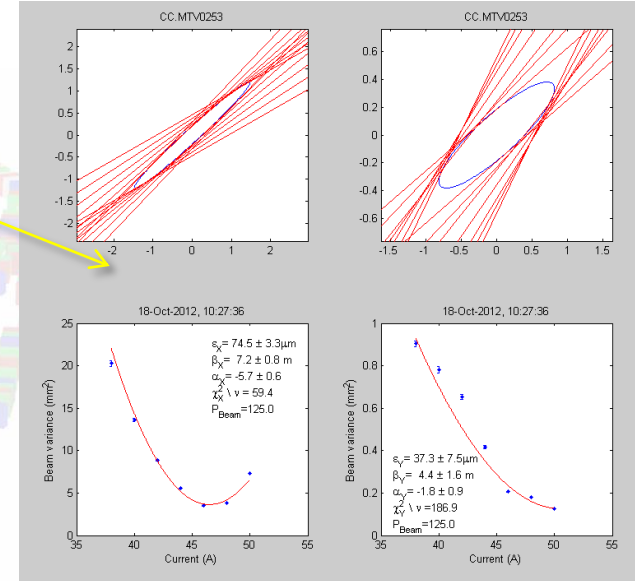 CC.MTV0253
2
1.5
1
0.5
0
-0.5
-1
-1.5
-2
-2 -1 0 1 2
CC.MTV0253
0.6
0.4
0.2
0
-0.2
-0.4
-0.6
-1.5 -1 -0.5 0 0.5 1 1.5
18-Oct-2012, 10:27:36
25
20
15
10
5
0
Beam variance (mm²)
εX= 74.5 ± 3.3μm
βX= 7.2 ± 0.8 m
αX= -5.7 ± 0.6
χ²X \ ν = 59.4
PBeam=125.0
35 40 45 50 55
Current (A)
18-Oct-2012, 10:27:36
1
0.8
0.6
0.4
0.2
0
Beam variance (mm²)
εY= 37.3 ± 7.5μm
βY= 4.4 ± 1.6 m
αY= -1.8 ± 0.9
χ²Y \ ν =186.9
PBeam=125.0
35 40 45 50 55
Current (A)